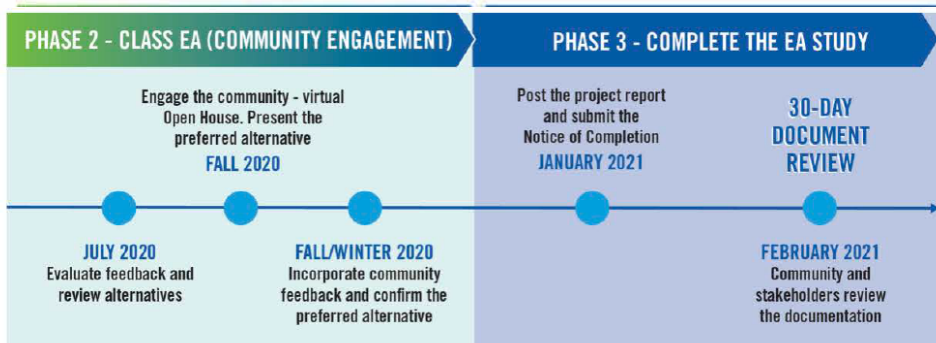 PHASE 2 - CLASS EA (COMMUNITY ENGAGEMENT)
PHASE 3 - COMPLETE THE EA STUDY
Engage the community - virtual
Open House. Present the
preferred alternative
FALL 2020
Post the project report
and submit the
Notice of Completion
JANUARY 2021
30-DAY
DOCUMENT
REVIEW
JULY 2020
Evaluate feedback and
review alternatives
FALL/WINTER 2020
Incorporate community
feedback and confirm the
preferred alternative
FEBRUARY 2021
Community and
stakeholders review
the documentation